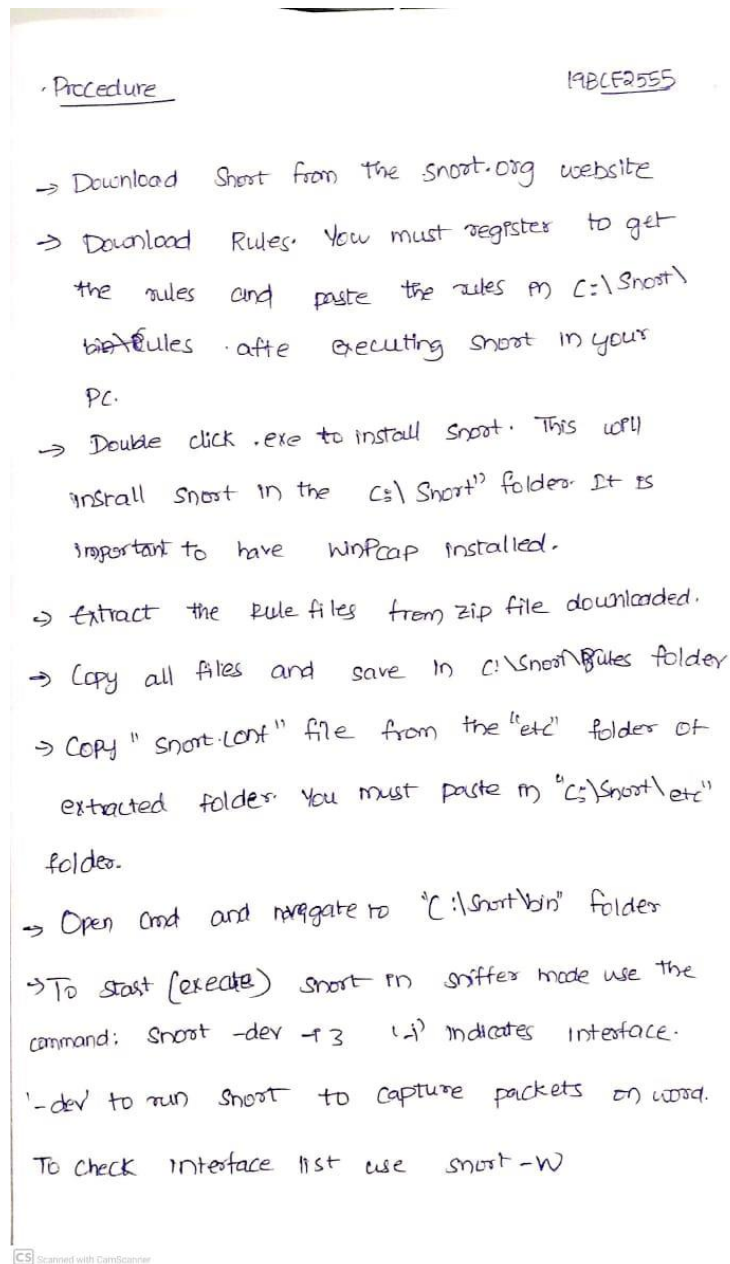 Procedure 19BCE2555
→ Download Snort from the snort.org website
→ Download Rules. You must register to get
the rules and paste the rules in C:\Snort\
Rules . afte executing snort in your
PC.
→ Double click .exe to install snort. This will
install snort in the C:\ Snort" folder. It is
important to have WinPcap installed.
→ Extract the Rule files from zip file downloaded.
→ Copy all files and save in C:\Snort\Rules folder
→ Copy "snort.conf" file from the "etc" folder of
extracted folder. You must paste in "C:\Snort\etc"
folder.
→ Open cmd and navegate to "C:\Snort\bin" folder
→ To start (execute) snort in sniffer mode use the
command: Snort -dev -i 3 '-i' indicates interface.
'-dev' to run Snort to capture packets on
To check interface list use snort -W
CS Scanned with CamScanner